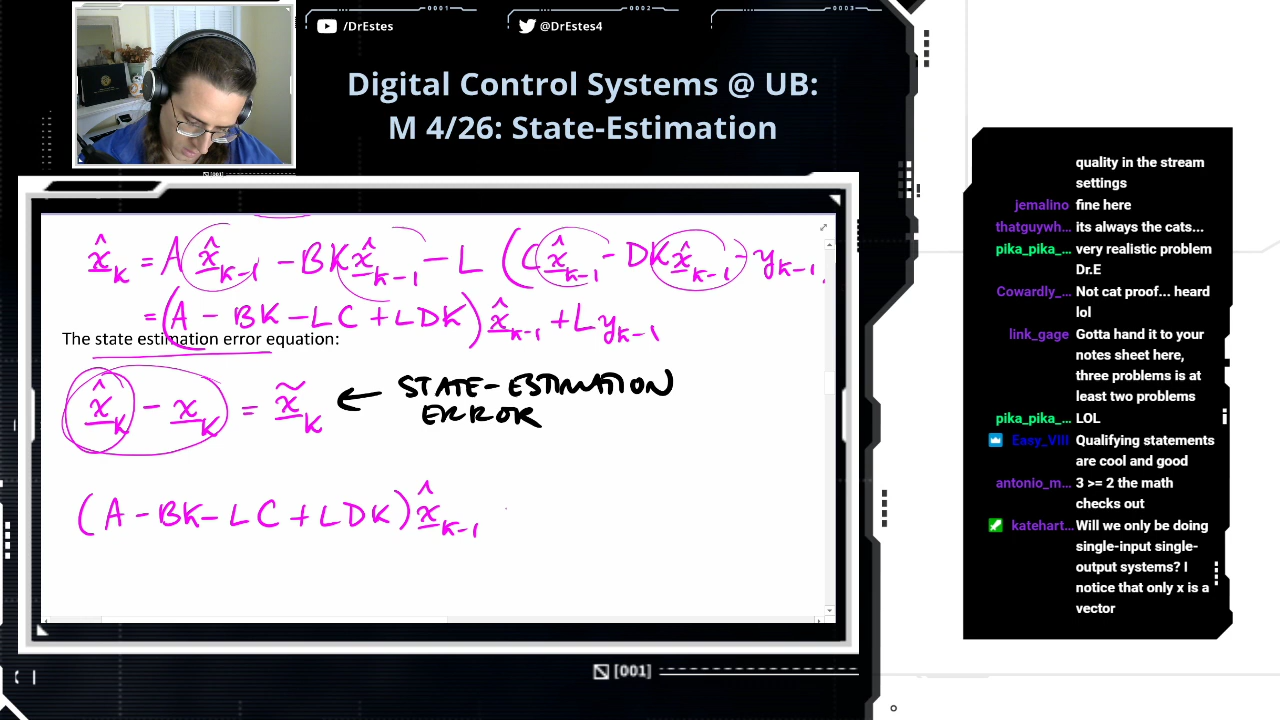 0001
0002
0003
/DrEstes
@DrEstes4
Digital Control Systems @ UB:
M 4/26: State-Estimation
[001]
x̂_k = A x̂_{k-1} - BK x̂_{k-1} - L (C x̂_{k-1} - DK x̂_{k-1}) - y_{k-1}
= (A - BK - LC + LDK) x̂_{k-1} + L y_{k-1}
The state estimation error equation:
x̂_k - x_k = x̃_k ← STATE-ESTIMATION
ERROR
(A - BK - LC + LDK) x̂_{k-1}
[001]
quality in the stream
settings
jemalino fine here
thatguywh... its always the cats...
pika_pika_... very realistic problem
Dr.E
Cowardly_... Not cat proof... heard
lol
link_gage Gotta hand it to your
notes sheet here,
three problems is at
least two problems
pika_pika_... LOL
Easy_VIII Qualifying statements
are cool and good
antonio_m... 3 >= 2 the math
checks out
katehart... Will we only be doing
single-input single-
output systems? I
notice that only x is a
vector